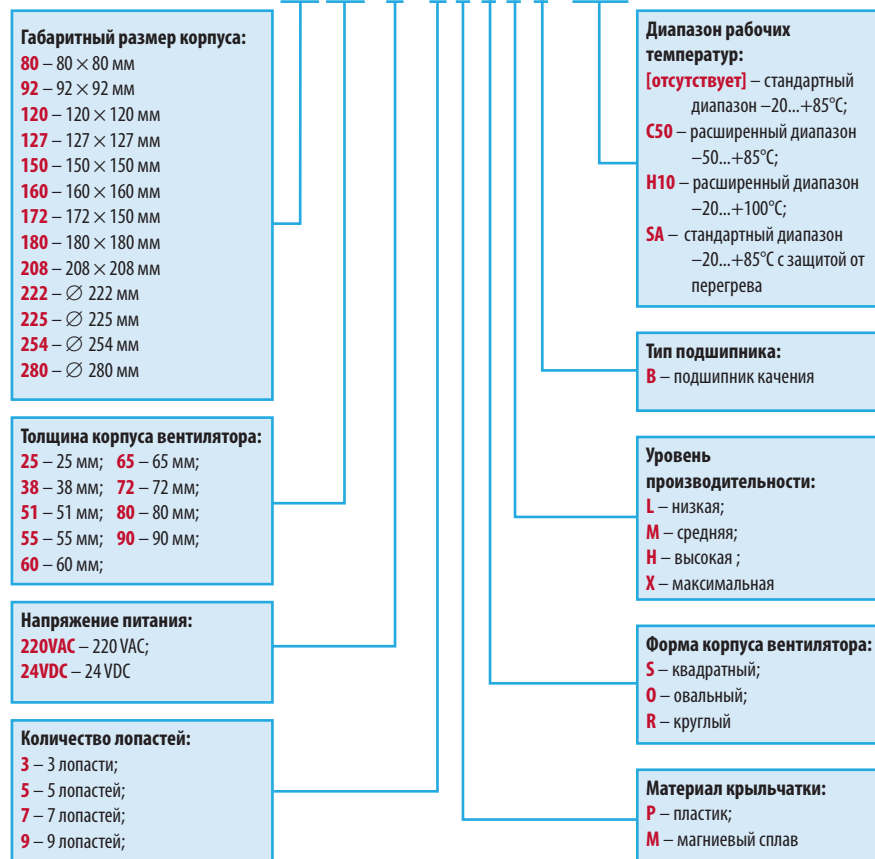 Габаритный размер корпуса:
80 – 80 × 80 мм
92 – 92 × 92 мм
120 – 120 × 120 мм
127 – 127 × 127 мм
150 – 150 × 150 мм
160 – 160 × 160 мм
172 – 172 × 150 мм
180 – 180 × 180 мм
208 – 208 × 208 мм
222 – ∅ 222 мм
225 – ∅ 225 мм
254 – ∅ 254 мм
280 – ∅ 280 мм
Толщина корпуса вентилятора:
25 – 25 мм; 65 – 65 мм;
38 – 38 мм; 72 – 72 мм;
51 – 51 мм; 80 – 80 мм;
55 – 55 мм; 90 – 90 мм;
60 – 60 мм;
Напряжение питания:
220VAC – 220 VAC;
24VDC – 24 VDC
Количество лопастей:
3 – 3 лопасти;
5 – 5 лопастей;
7 – 7 лопастей;
9 – 9 лопастей;
Диапазон рабочих
температур:
[отсутствует] – стандартный
диапазон –20...+85°C;
C50 – расширенный диапазон
–50...+85°C;
H10 – расширенный диапазон
–20...+100°C;
SA – стандартный диапазон
–20...+85°C с защитой от
перегрева
Тип подшипника:
B – подшипник качения
Уровень
производительности:
L – низкая;
M – средняя;
H – высокая ;
X – максимальная
Форма корпуса вентилятора:
S – квадратный;
O – овальный;
R – круглый
Материал крыльчатки:
P – пластик;
M – магниевый сплав